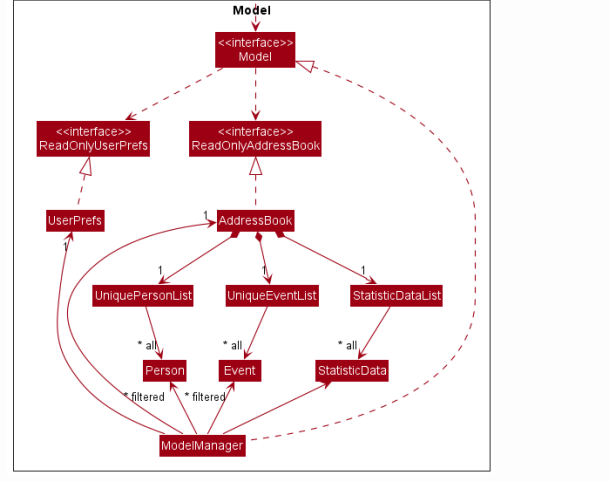 Model
<<interface>>
Model
<<interface>>
ReadOnlyUserPrefs
<<interface>>
ReadOnlyAddressBook
UserPrefs
1
AddressBook
1
1
1
1
UniquePersonList
UniqueEventList
StatisticDataList
* all
* all
* all
Person
Event
StatisticData
* filtered
* filtered
ModelManager